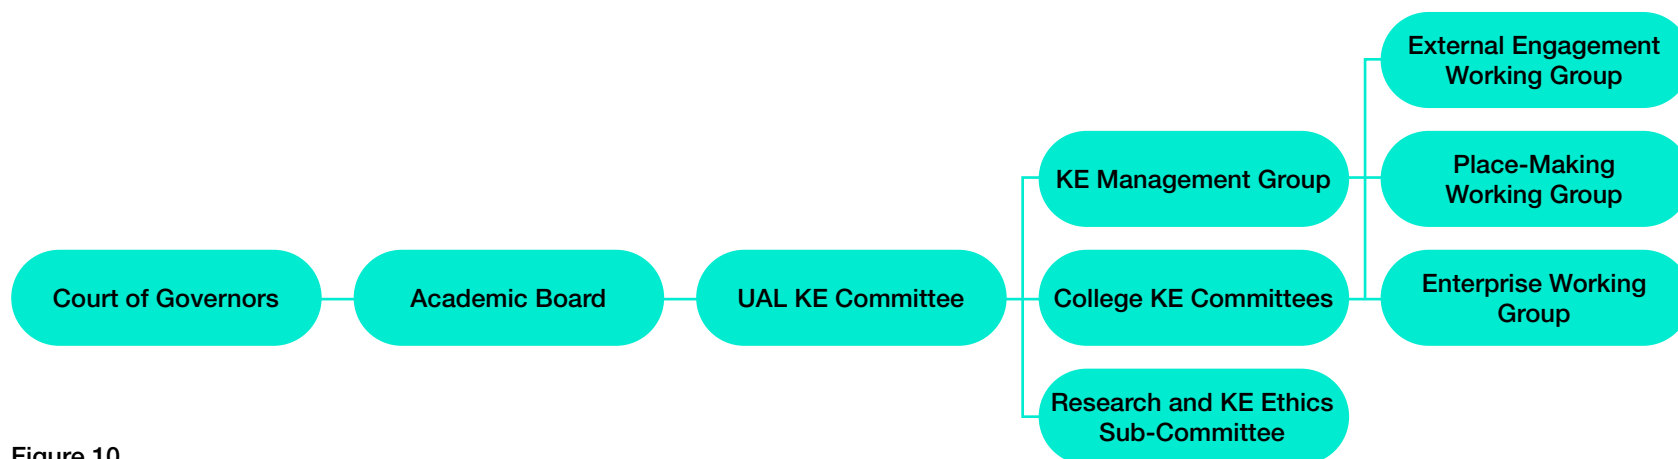 Court of Governors
Academic Board
UAL KE Committee
KE Management Group
College KE Committees
Research and KE Ethics
Sub-Committee
External Engagement
Working Group
Place-Making
Working Group
Enterprise Working
Group
Figure 10